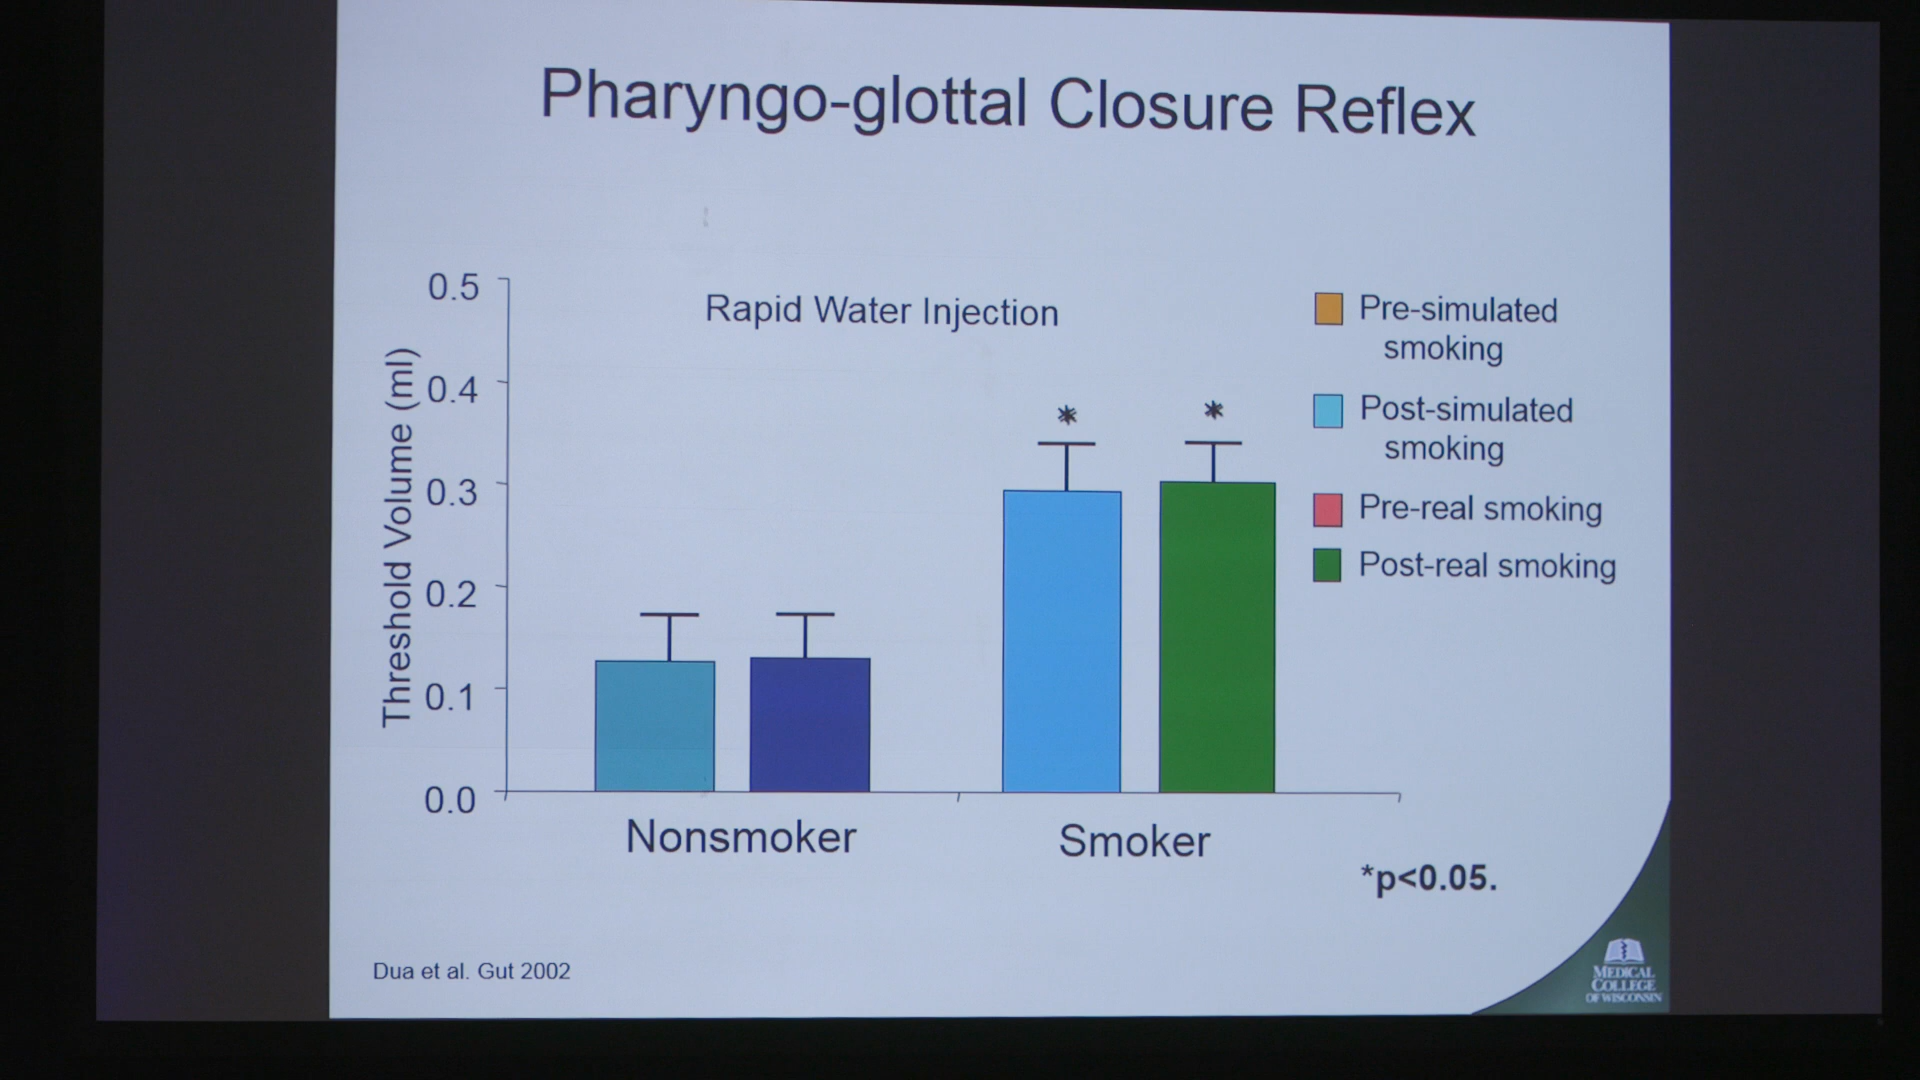 Pharyngo-glottal Closure Reflex
Rapid Water Injection
Threshold Volume (ml)
0.5
0.4
0.3
0.2
0.1
0.0
*
*
Pre-simulated
smoking
Post-simulated
smoking
Pre-real smoking
Post-real smoking
Nonsmoker
Smoker
*p<0.05.
Dua et al. Gut 2002
MEDICAL
COLLEGE
OF WISCONSIN